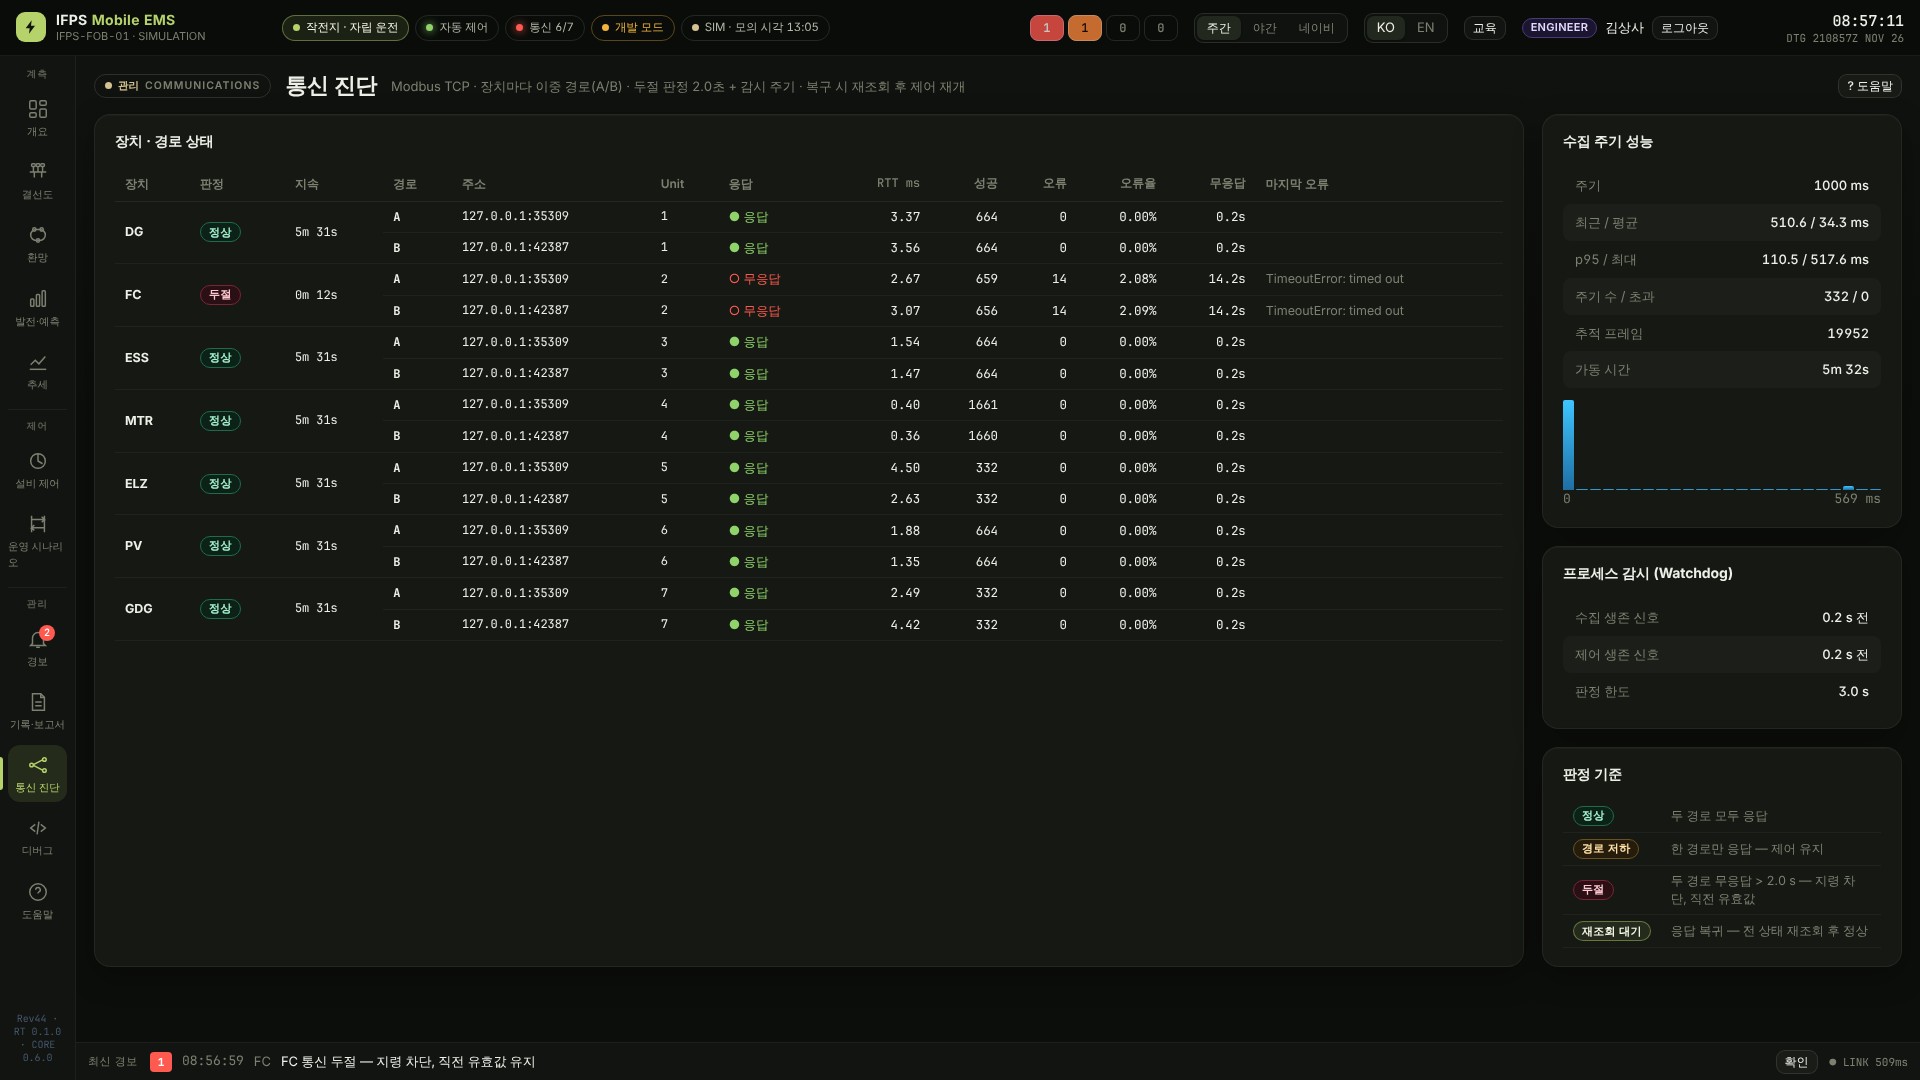 IFPS Mobile EMS
IFPS-FOB-01 · SIMULATION
작전지 · 자립 운전
자동 제어
통신 6/7
개발 모드
SIM · 모의 시각 13:05
1 1 0 0
주간 야간 네이비
KO EN
교육
ENGINEER 김상사 로그아웃
08:57:11
DTG 210857Z NOV 26
계측
개요
결선도
환망
발전·예측
추세
제어
설비 제어
운영 시나리
오
관리
2
경보
기록·보고서
통신 진단
디버그
도움말
Rev44 ·
RT 0.1.0
· CORE
0.6.0
관리 COMMUNICATIONS
통신 진단
Modbus TCP · 장치마다 이중 경로(A/B) · 두절 판정 2.0초 + 감시 주기 · 복구 시 재조회 후 제어 재개
? 도움말
장치 · 경로 상태
장치 판정 지속 경로 주소 Unit 응답 RTT ms 성공 오류 오류율 무응답 마지막 오류
DG 정상 5m 31s
A 127.0.0.1:35309 1 응답 3.37 664 0 0.00% 0.2s
B 127.0.0.1:42387 1 응답 3.56 664 0 0.00% 0.2s
FC 두절 0m 12s
A 127.0.0.1:35309 2 무응답 2.67 659 14 2.08% 14.2s TimeoutError: timed out
B 127.0.0.1:42387 2 무응답 3.07 656 14 2.09% 14.2s TimeoutError: timed out
ESS 정상 5m 31s
A 127.0.0.1:35309 3 응답 1.54 664 0 0.00% 0.2s
B 127.0.0.1:42387 3 응답 1.47 664 0 0.00% 0.2s
MTR 정상 5m 31s
A 127.0.0.1:35309 4 응답 0.40 1661 0 0.00% 0.2s
B 127.0.0.1:42387 4 응답 0.36 1660 0 0.00% 0.2s
ELZ 정상 5m 31s
A 127.0.0.1:35309 5 응답 4.50 332 0 0.00% 0.2s
B 127.0.0.1:42387 5 응답 2.63 332 0 0.00% 0.2s
PV 정상 5m 31s
A 127.0.0.1:35309 6 응답 1.88 664 0 0.00% 0.2s
B 127.0.0.1:42387 6 응답 1.35 664 0 0.00% 0.2s
GDG 정상 5m 31s
A 127.0.0.1:35309 7 응답 2.49 332 0 0.00% 0.2s
B 127.0.0.1:42387 7 응답 4.42 332 0 0.00% 0.2s
수집 주기 성능
주기 1000 ms
최근 / 평균 510.6 / 34.3 ms
p95 / 최대 110.5 / 517.6 ms
주기 수 / 초과 332 / 0
추적 프레임 19952
가동 시간 5m 32s
0 569 ms
프로세스 감시 (Watchdog)
수집 생존 신호 0.2 s 전
제어 생존 신호 0.2 s 전
판정 한도 3.0 s
판정 기준
정상 두 경로 모두 응답
경로 저하 한 경로만 응답 — 제어 유지
두절 두 경로 무응답 > 2.0 s — 지령 차
단, 직전 유효값
재조회 대기 응답 복귀 — 전 상태 재조회 후 정상
최신 경보 1 08:56:59 FC FC 통신 두절 — 지령 차단, 직전 유효값 유지
확인
LINK 509ms